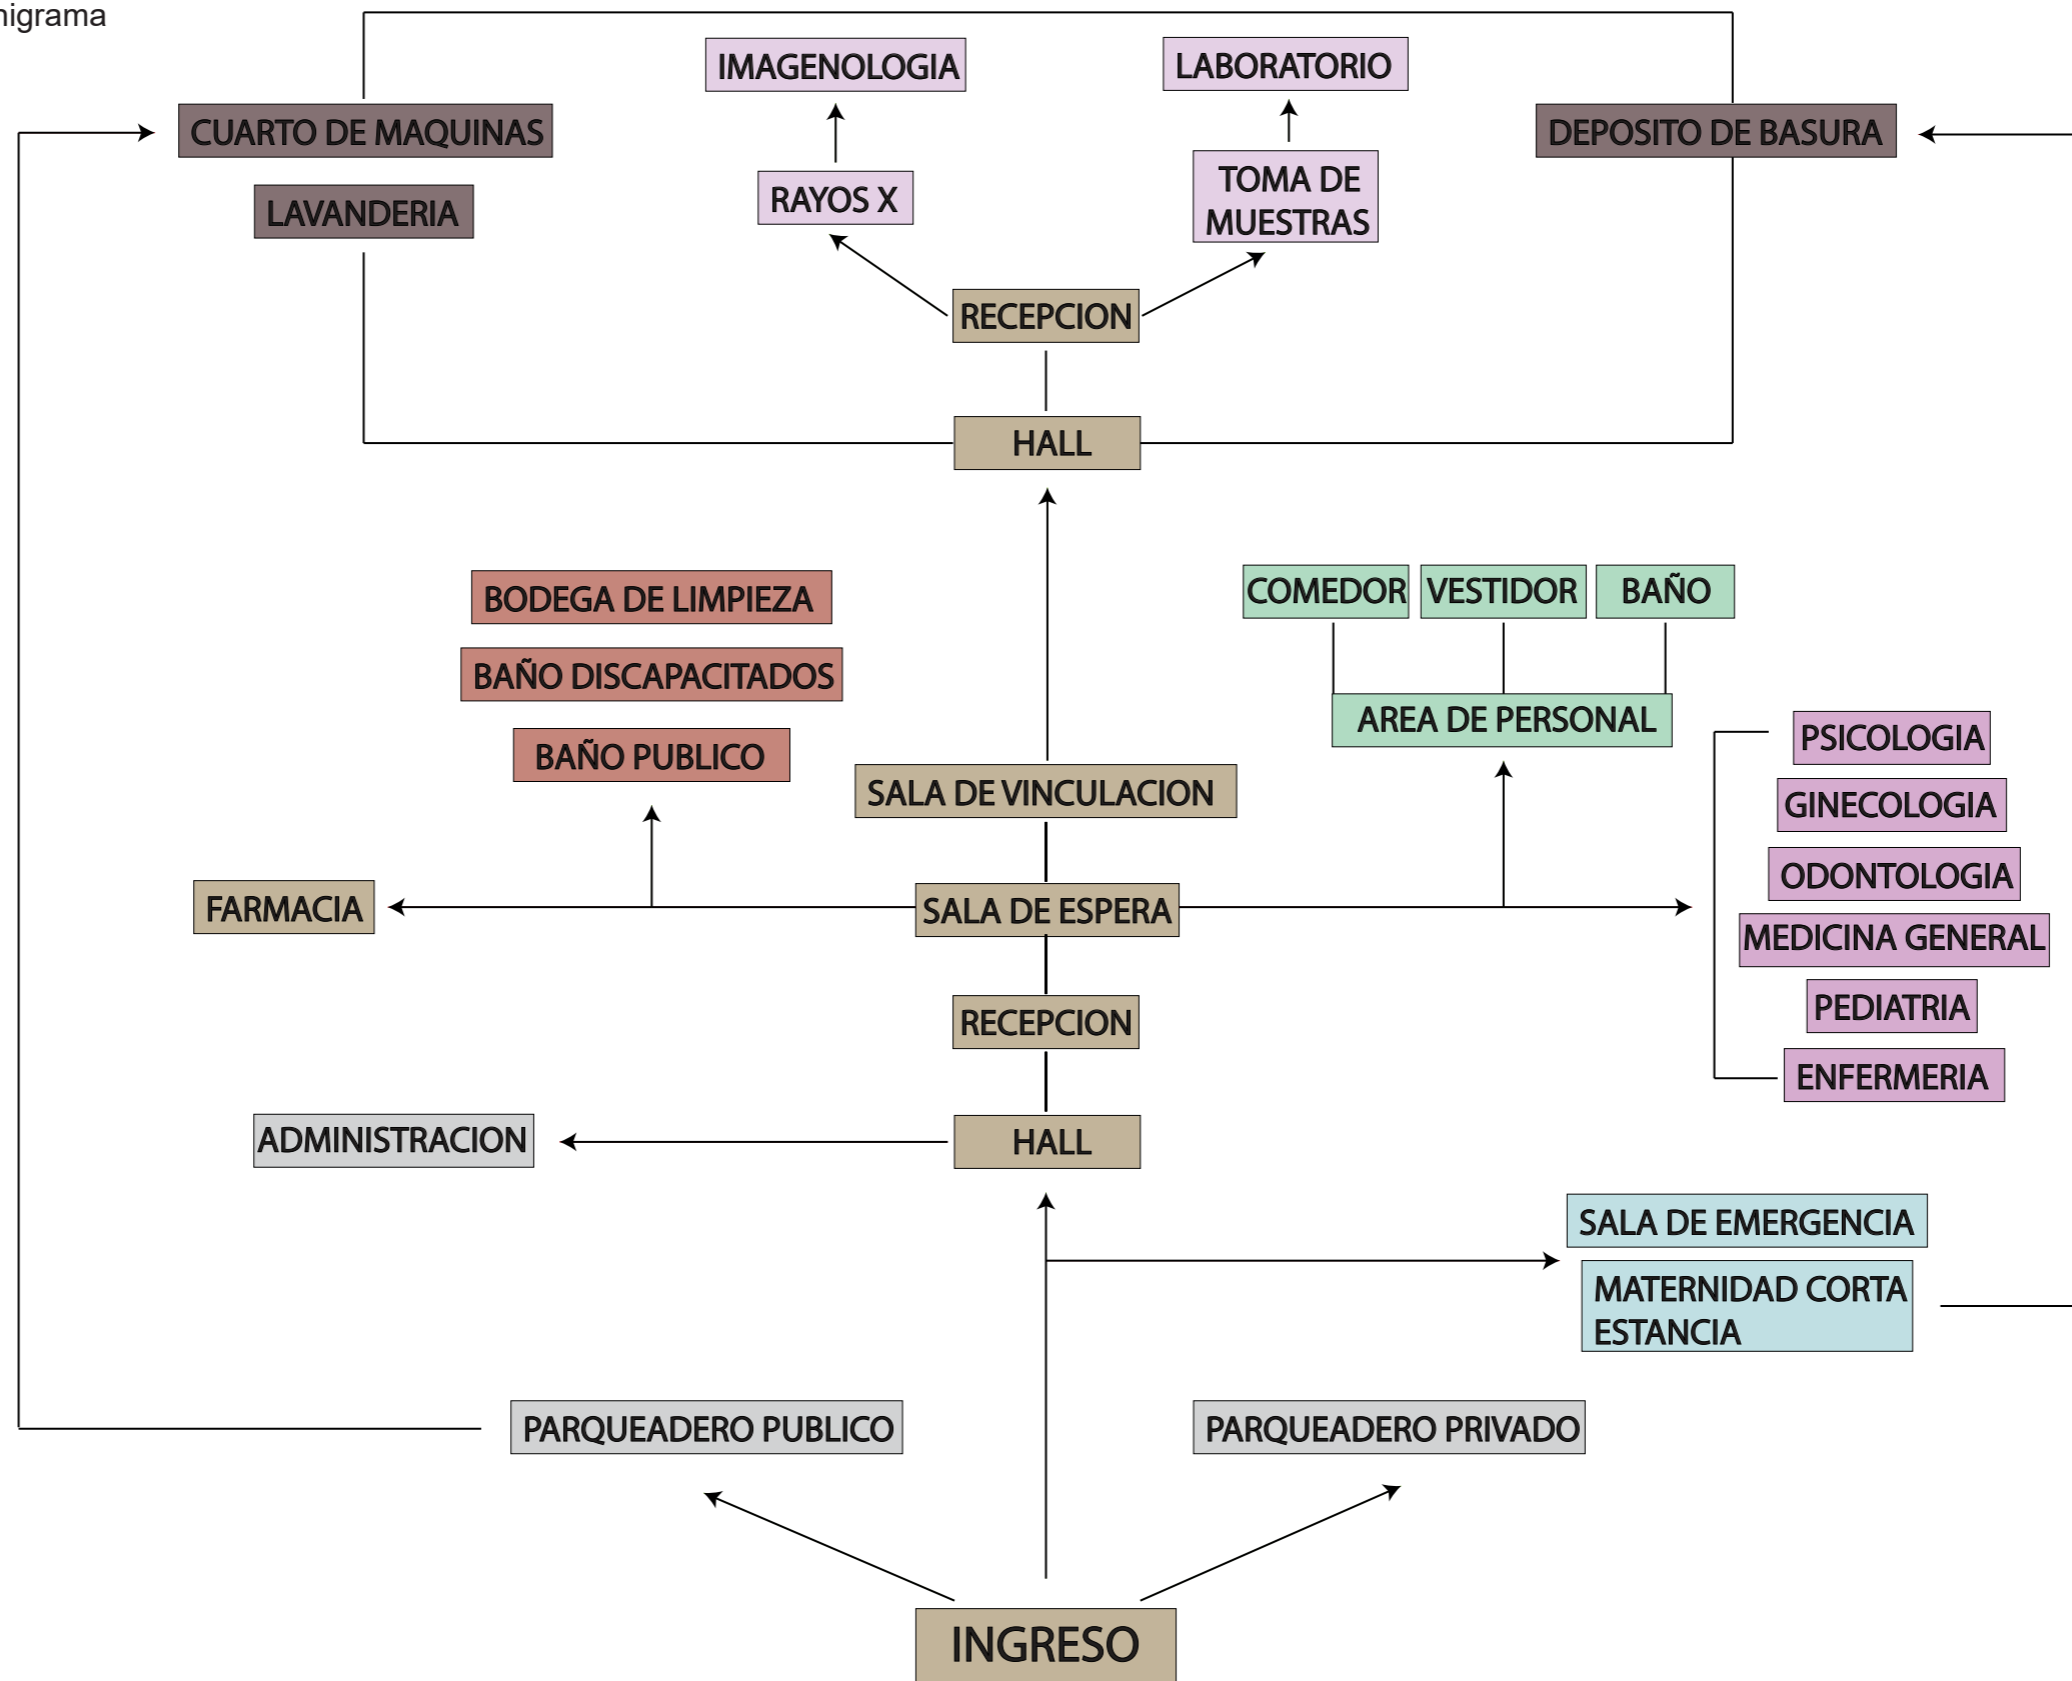 IMAGENOLOGIA
LABORATORIO
CUARTO DE MAQUINAS
DEPOSITO DE BASURA
LAVANDERIA
RAYOS X
TOMA DE
MUESTRAS
RECEPCION
HALL
BODEGA DE LIMPIEZA
BAÑO DISCAPACITADOS
BAÑO PUBLICO
COMEDOR
VESTIDOR
BAÑO
AREA DE PERSONAL
SALA DE VINCULACION
FARMACIA
SALA DE ESPERA
PSICOLOGIA
GINECOLOGIA
ODONTOLOGIA
MEDICINA GENERAL
PEDIATRIA
ENFERMERIA
RECEPCION
ADMINISTRACION
HALL
SALA DE EMERGENCIA
MATERNIDAD CORTA
ESTANCIA
PARQUEADERO PUBLICO
PARQUEADERO PRIVADO
INGRESO